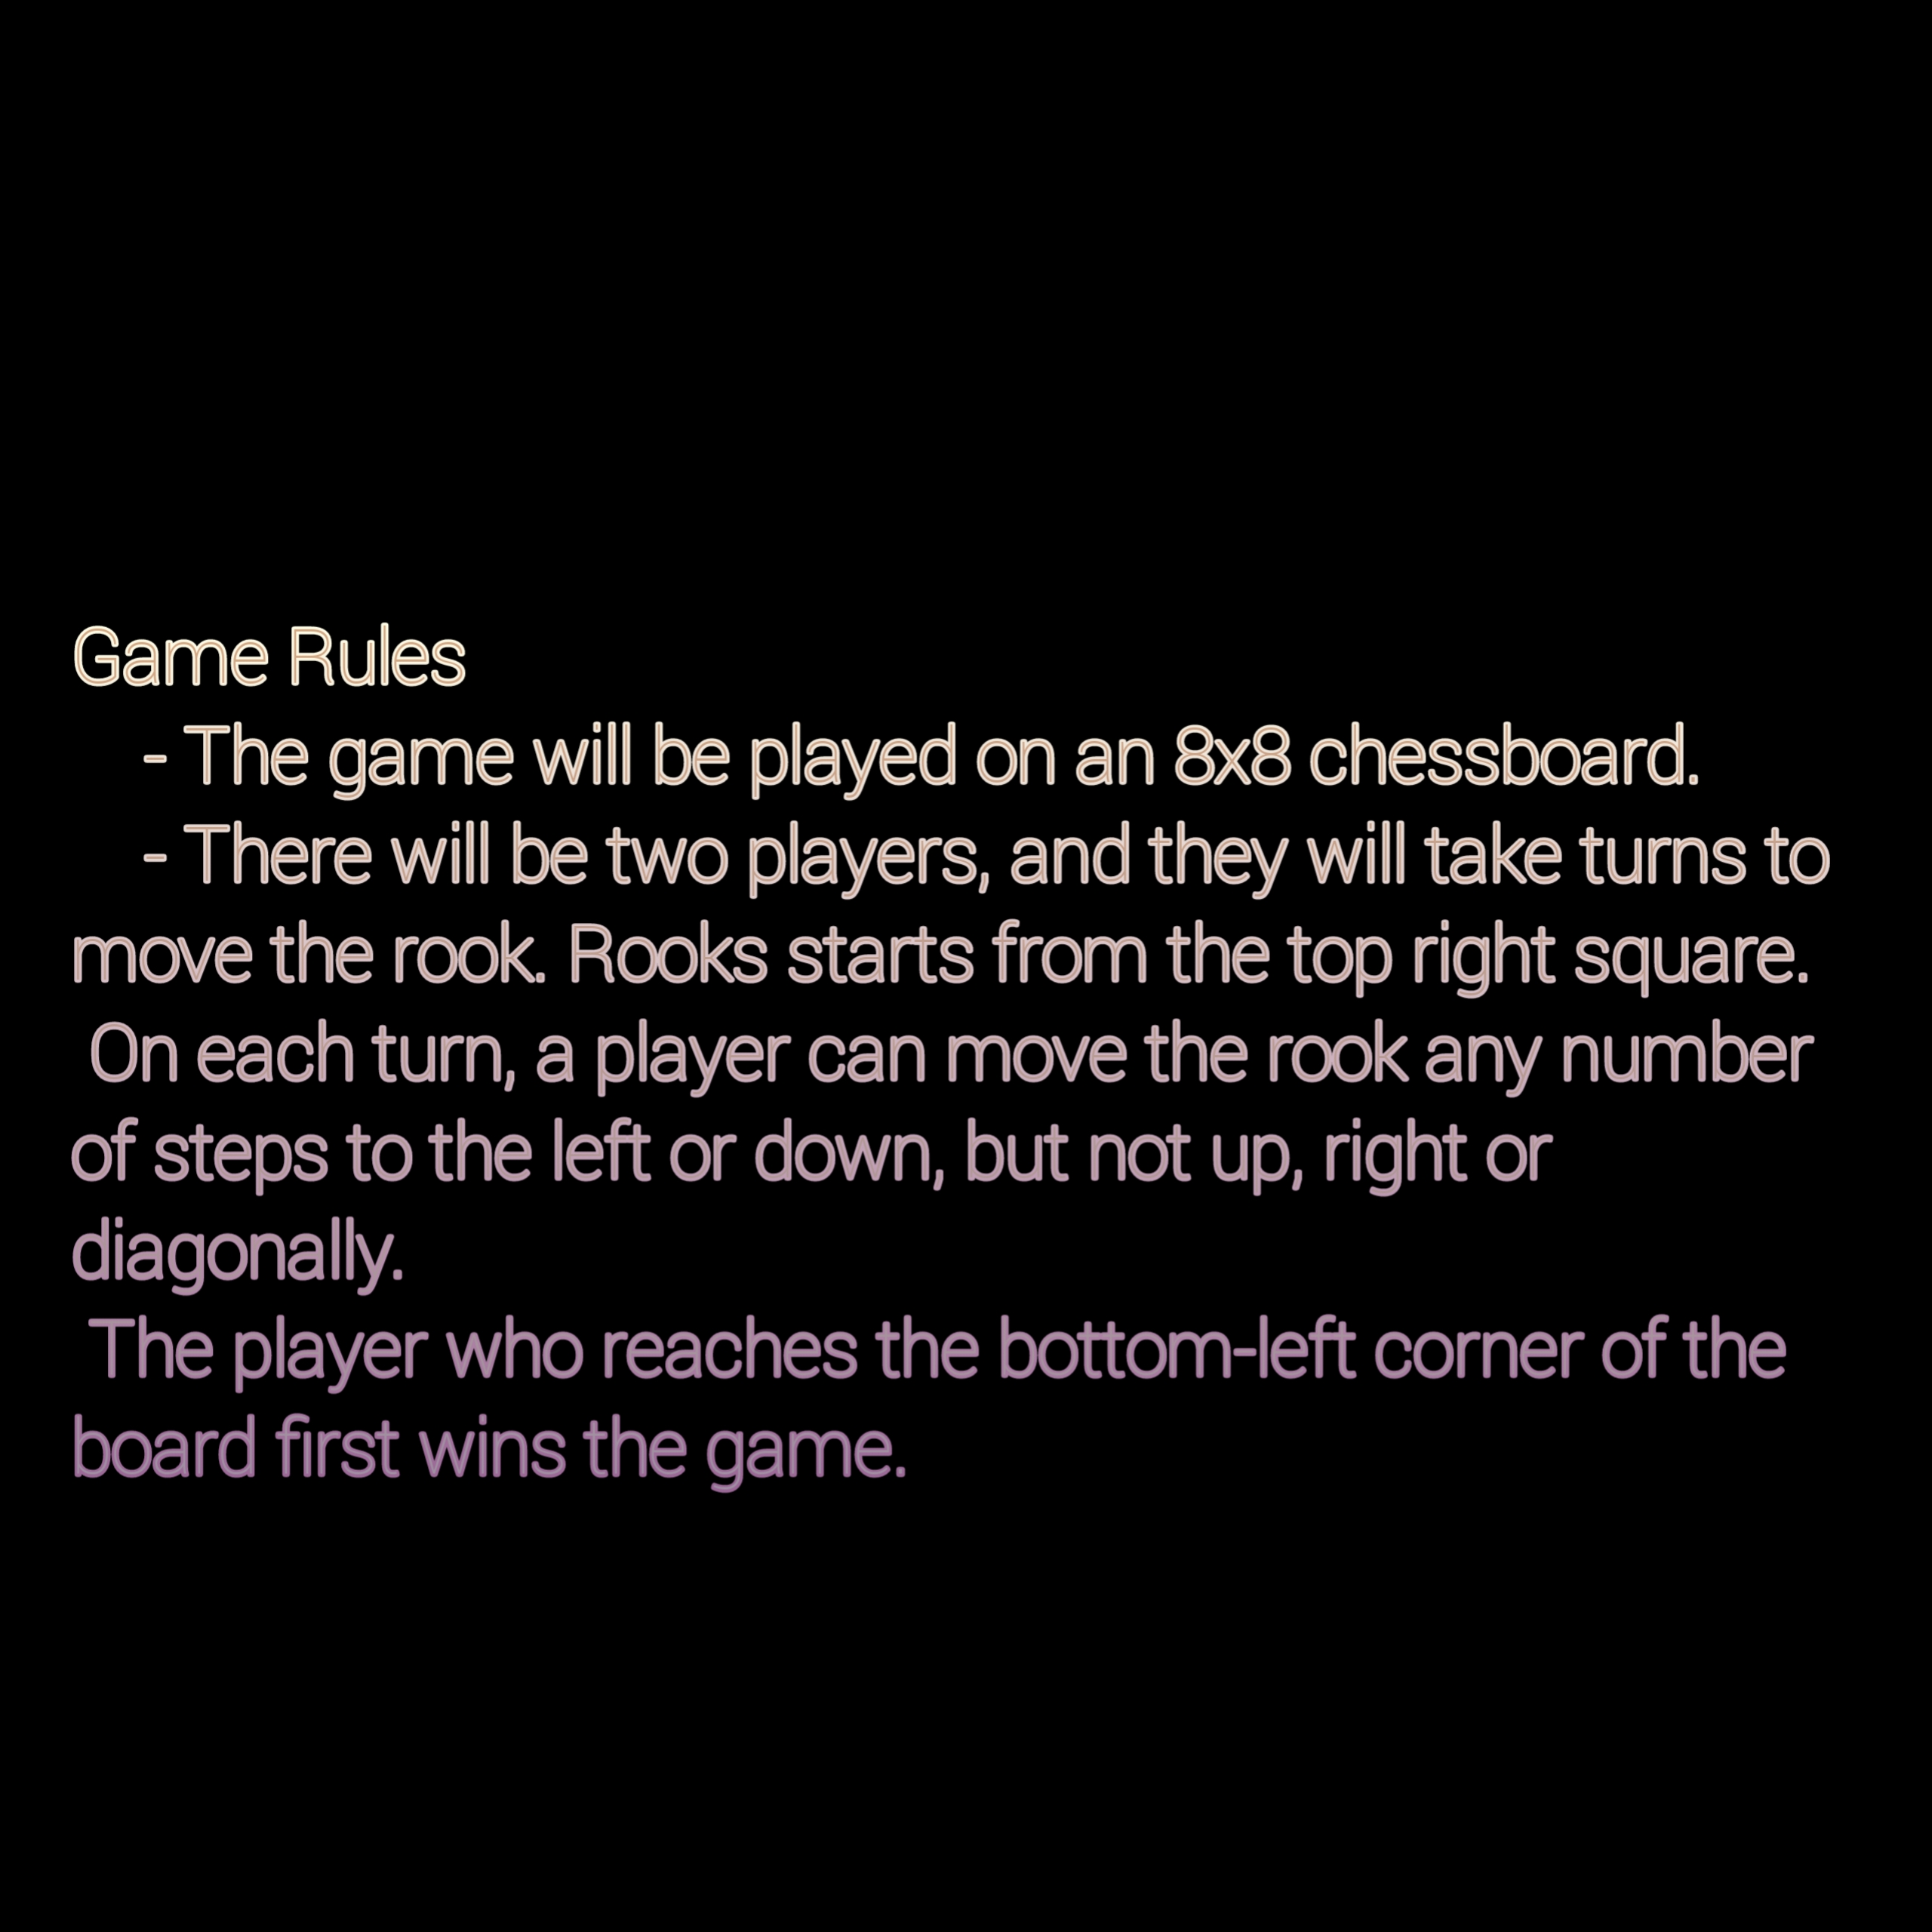 Game Rules
- The game will be played on an 8x8 chessboard.
- There will be two players, and they will take turns to
move the rook. Rooks starts from the top right square.
On each turn, a player can move the rook any number
of steps to the left or down, but not up, right or
diagonally.
The player who reaches the bottom-left corner of the
board first wins the game.